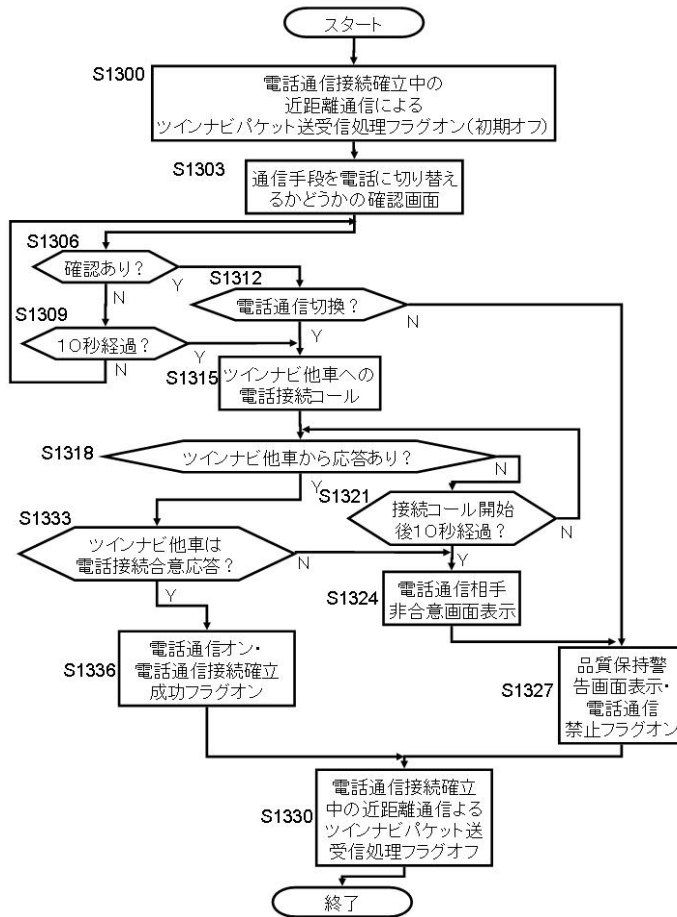 スタート
S1300
電話通信接続確立中の
近距離通信による
ツインナビパケット送受信処理フラグオン(初期オフ)
S1303
通信手段を電話に切り替え
るかどうかの確認画面
S1306
確認あり?
Y
N
S1312
電話通信切換?
N
Y
S1309
10秒経過?
Y
N
S1315
ツインナビ他車への
電話接続コール
S1318
ツインナビ他車から応答あり?
N
Y
S1321
接続コール開始
後10秒経過?
N
Y
S1333
ツインナビ他車は
電話接続合意応答?
N
Y
S1324
電話通信相手
非合意画面表示
S1336
電話通信オン・
電話通信接続確立
成功フラグオン
S1327
品質保持警
告画面表示・
電話通信
禁止フラグオン
S1330
電話通信接続確立
中の近距離通信よる
ツインナビパケット送
受信処理フラグオフ
終了